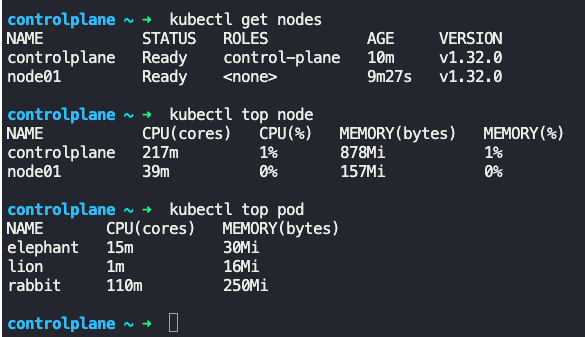 controlplane ~ ➜  kubectl get nodes
NAME           STATUS   ROLES           AGE     VERSION
controlplane   Ready    control-plane   10m     v1.32.0
node01         Ready    <none>          9m27s   v1.32.0
controlplane ~ ➜  kubectl top node
NAME           CPU(cores)   CPU(%)   MEMORY(bytes)   MEMORY(%)
controlplane   217m         1%       878Mi           1%
node01         39m          0%       157Mi           0%
controlplane ~ ➜  kubectl top pod
NAME       CPU(cores)   MEMORY(bytes)
elephant   15m          30Mi
lion       1m           16Mi
rabbit     110m         250Mi
controlplane ~ ➜